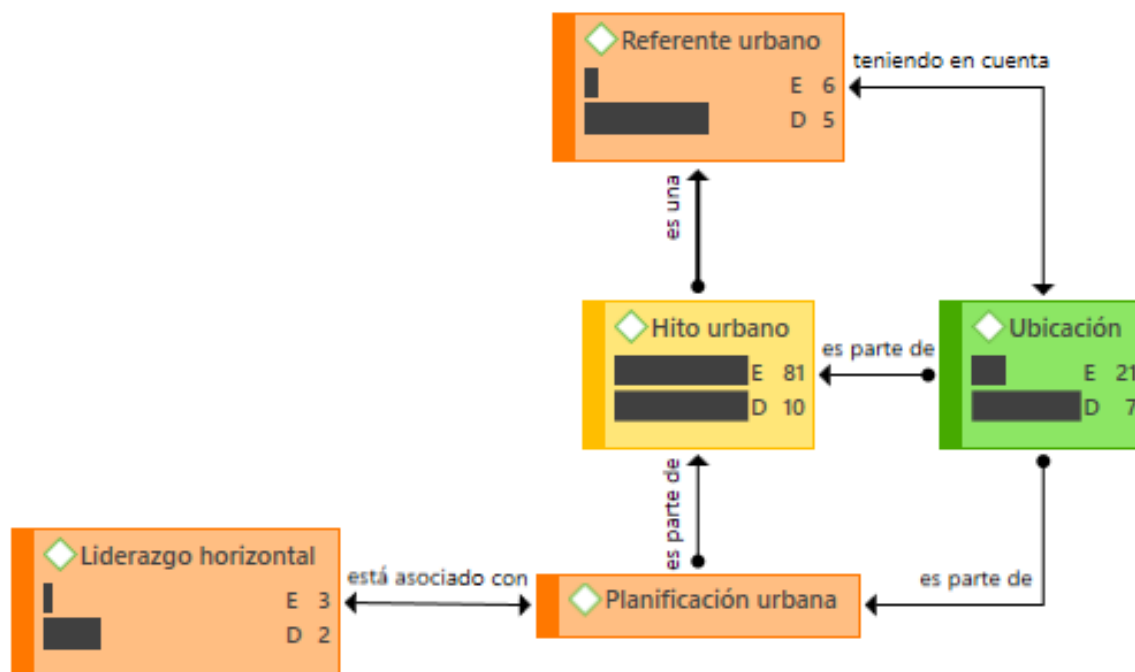 Referente urbano
E 6
D 5
teniendo en cuenta
es una
Hito urbano
E 81
D 10
es parte de
Ubicación
E 21
D 7
es parte de
Liderazgo horizontal
E 3
D 2
está asociado con
Planificación urbana
es parte de